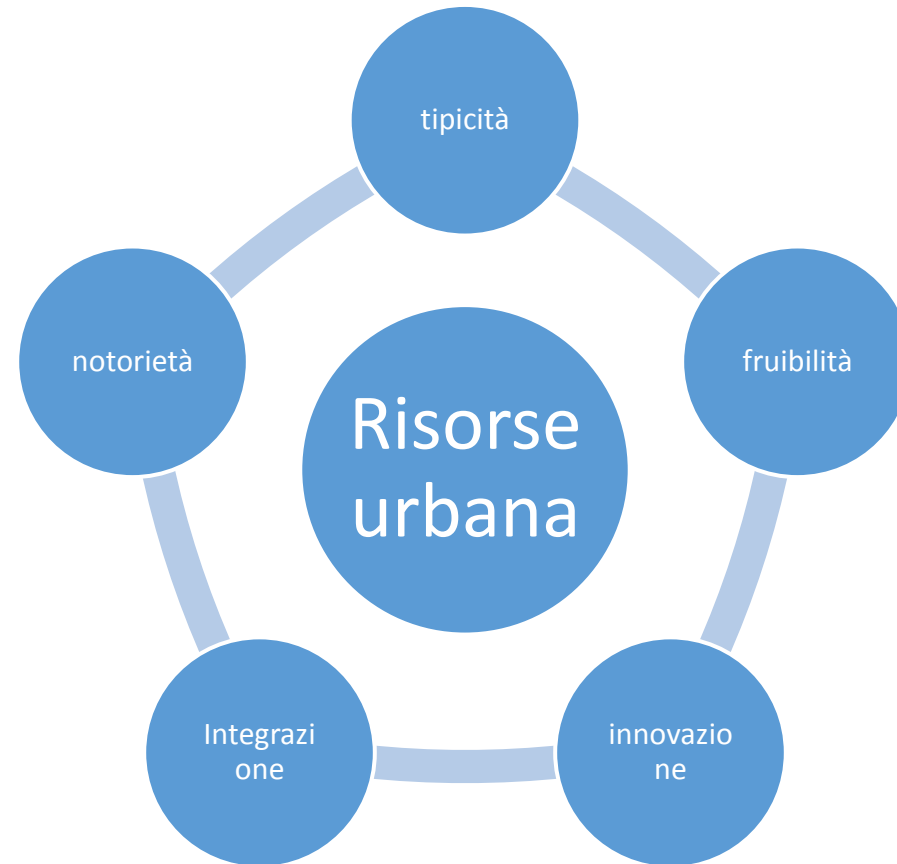 tipicità
notorietà
fruibilità
Risorse
urbana
Integrazi
one
innovazio
ne